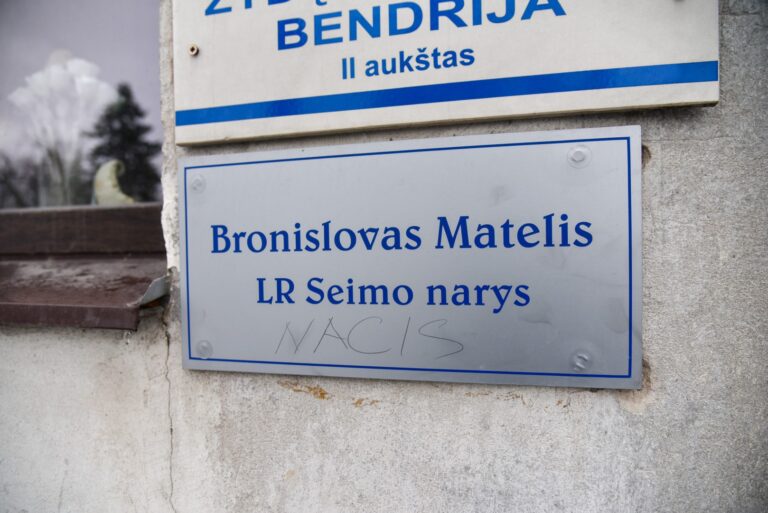 BENDRIJA
II aukštas
Bronislovas Matelis
LR Seimo narys
NACIS